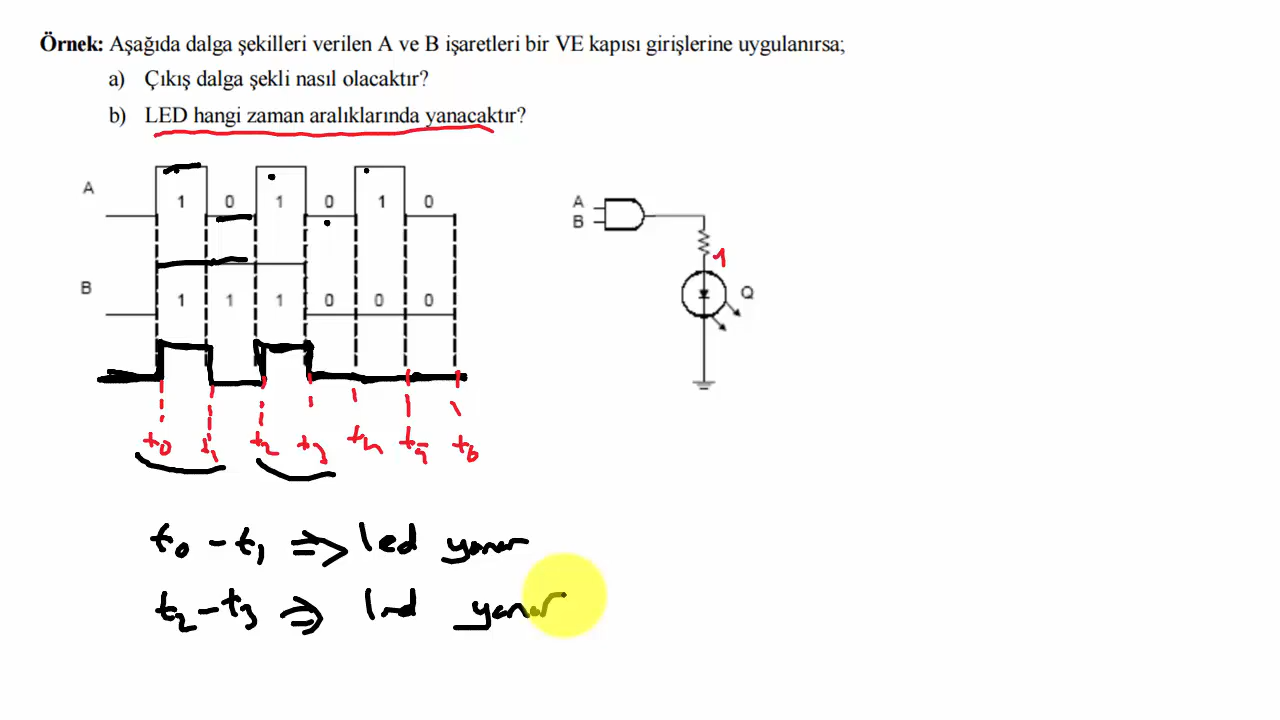 Örnek: Aşağıda dalga şekilleri verilen A ve B işaretleri bir VE kapısı girişlerine uygulanırsa;
a) Çıkış dalga şekli nasıl olacaktır?
b) LED hangi zaman aralıklarında yanacaktır?
A 1 0 1 0 1 0
B 1 1 1 0 0 0
A
B
1
Q
t0 t1 t2 t3 t4 t5 t6
t0 - t1 => led yanar
t2 - t3 => led yanar